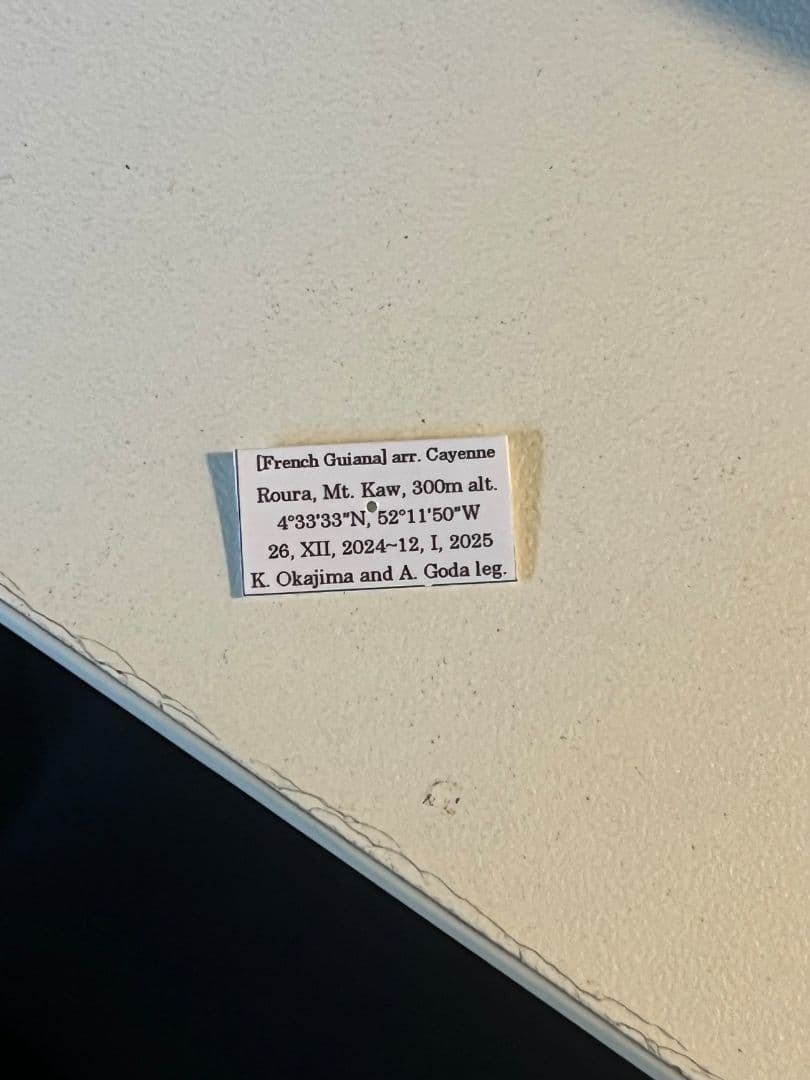 [French Guiana] arr. Cayenne
Roura, Mt. Kaw, 300m alt.
4°33'33"N, 52°11'50"W
26, XII, 2024~12, I, 2025
K. Okajima and A. Goda leg.